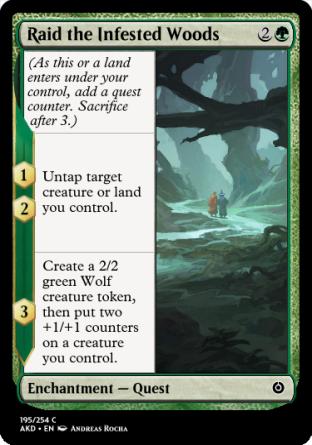 Raid the Infested Woods 2
(As this or a land
enters under your
control, add a quest
counter. Sacrifice
after 3.)
1
2
Untap target
creature or land
you control.
3
Create a 2/2
green Wolf
creature token,
then put two
+1/+1 counters
on a creature
you control.
Enchantment — Quest
195/254 C
AKD • EN Andreas Rocha